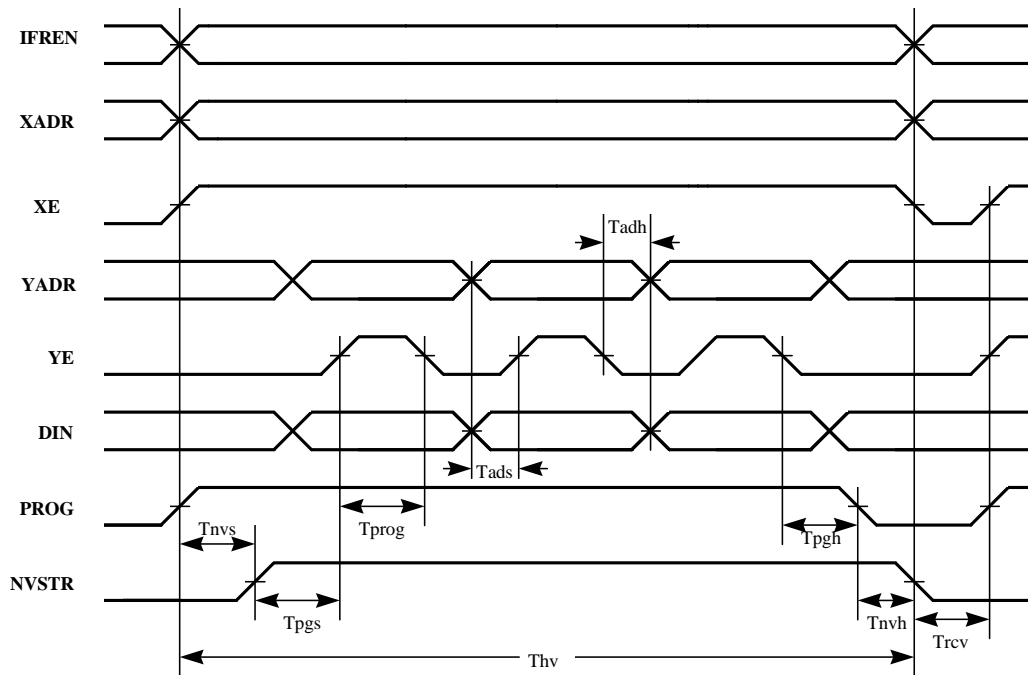 IFREN
XADR
XE
Tadh
YADR
YE
DIN
Tads
PROG
Tnvs
Tprog
Tpgh
NVSTR
Tpgs
Tnvh
Trcv
Thv